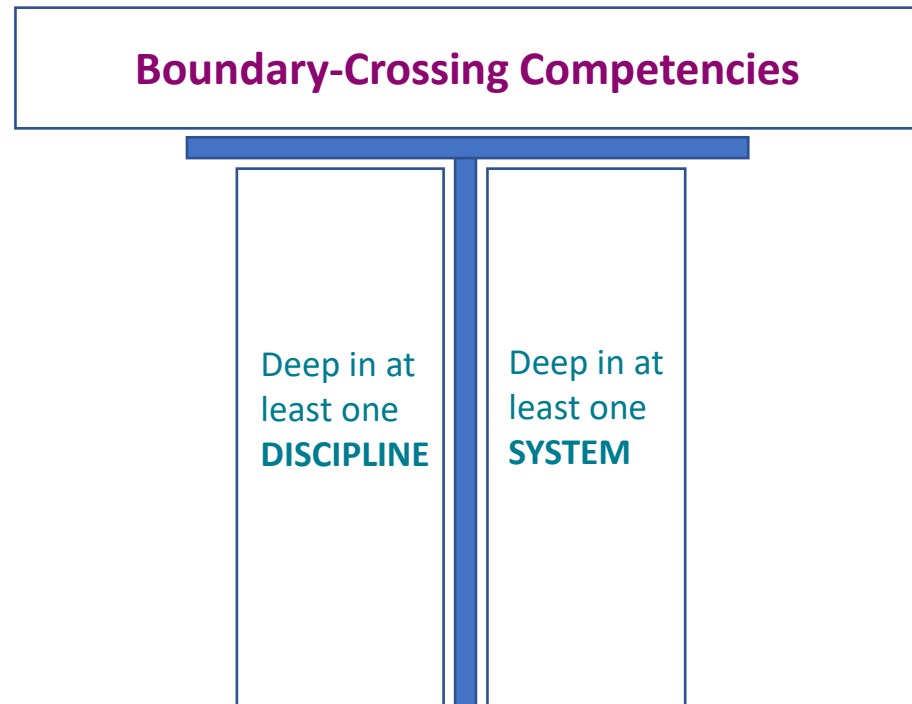 Boundary-Crossing Competencies
Deep in at
least one
DISCIPLINE
Deep in at
least one
SYSTEM